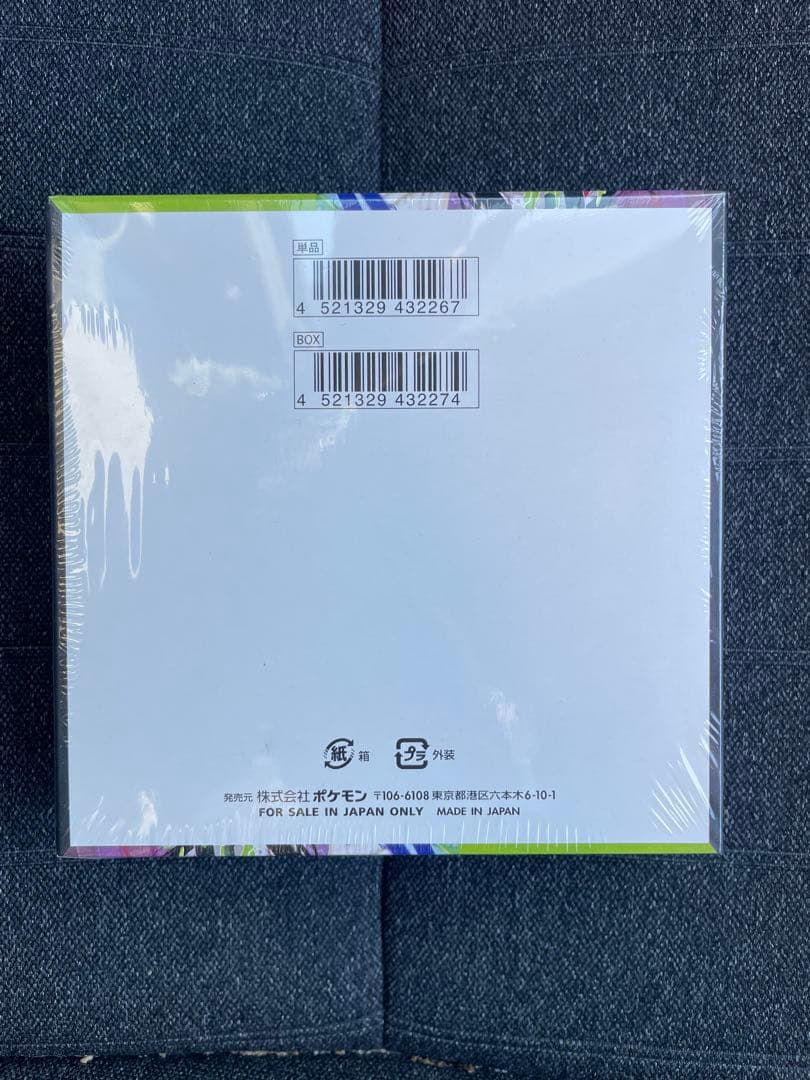 単品
4 521329 432267
BOX
4 521329 432274
紙 箱 プラ 外装
発売元 株式会社 ポケモン 〒106-6108 東京都港区六本木6-10-1
FOR SALE IN JAPAN ONLY MADE IN JAPAN